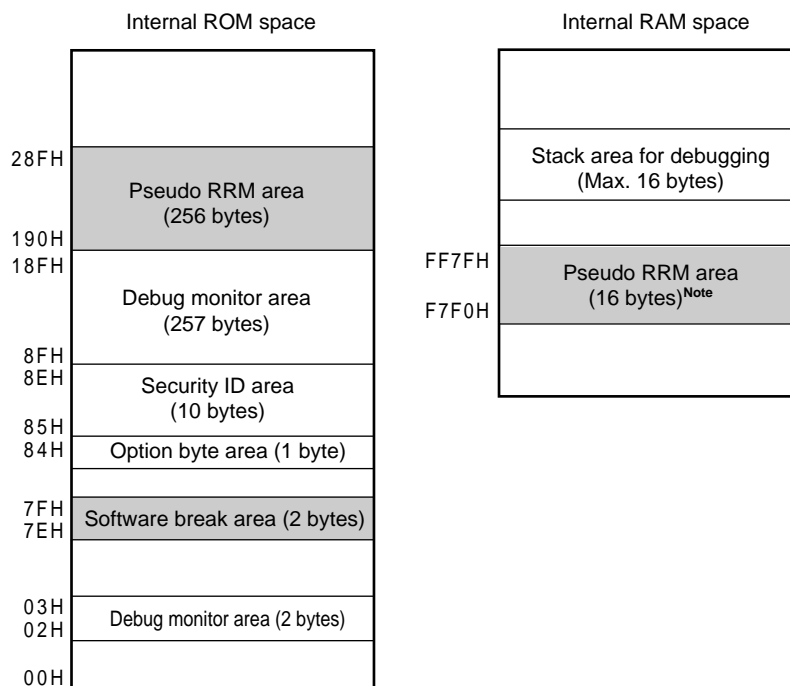 Internal ROM space
28FH
Pseudo RRM area
(256 bytes)
190H
18FH
Debug monitor area
(257 bytes)
8FH
8EH
Security ID area
(10 bytes)
85H
84H
Option byte area (1 byte)
7FH
Software break area (2 bytes)
7EH
03H
Debug monitor area (2 bytes)
02H
00H
Internal RAM space
Stack area for debugging
(Max. 16 bytes)
FF7FH
Pseudo RRM area
(16 bytes)Note
F7F0H